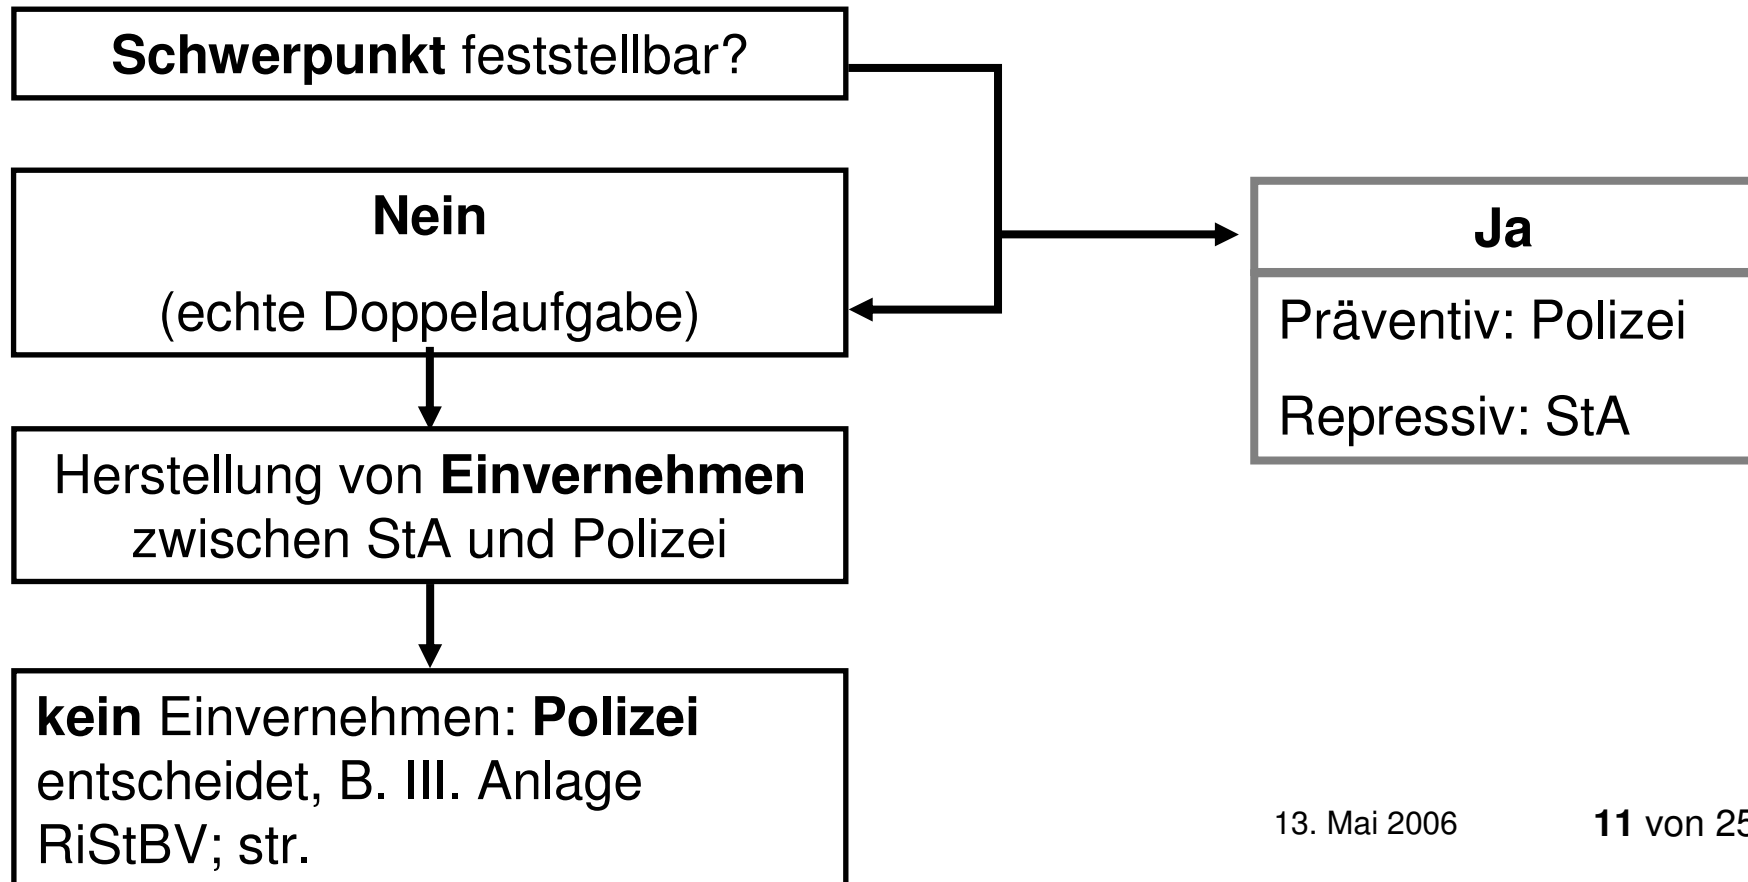 Schwerpunkt feststellbar?
Nein
(echte Doppelaufgabe)
Ja
Präventiv: Polizei
Repressiv: StA
Herstellung von Einvernehmen
zwischen StA und Polizei
kein Einvernehmen: Polizei
entscheidet, B. III. Anlage
RiStBV; str.
13. Mai 2006
11 von 25